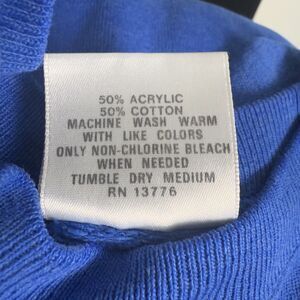 50% ACRYLIC
50% COTTON
MACHINE WASH WARM
WITH LIKE COLORS
ONLY NON-CHLORINE BLEACH
WHEN NEEDED
TUMBLE DRY MEDIUM
RN 13776